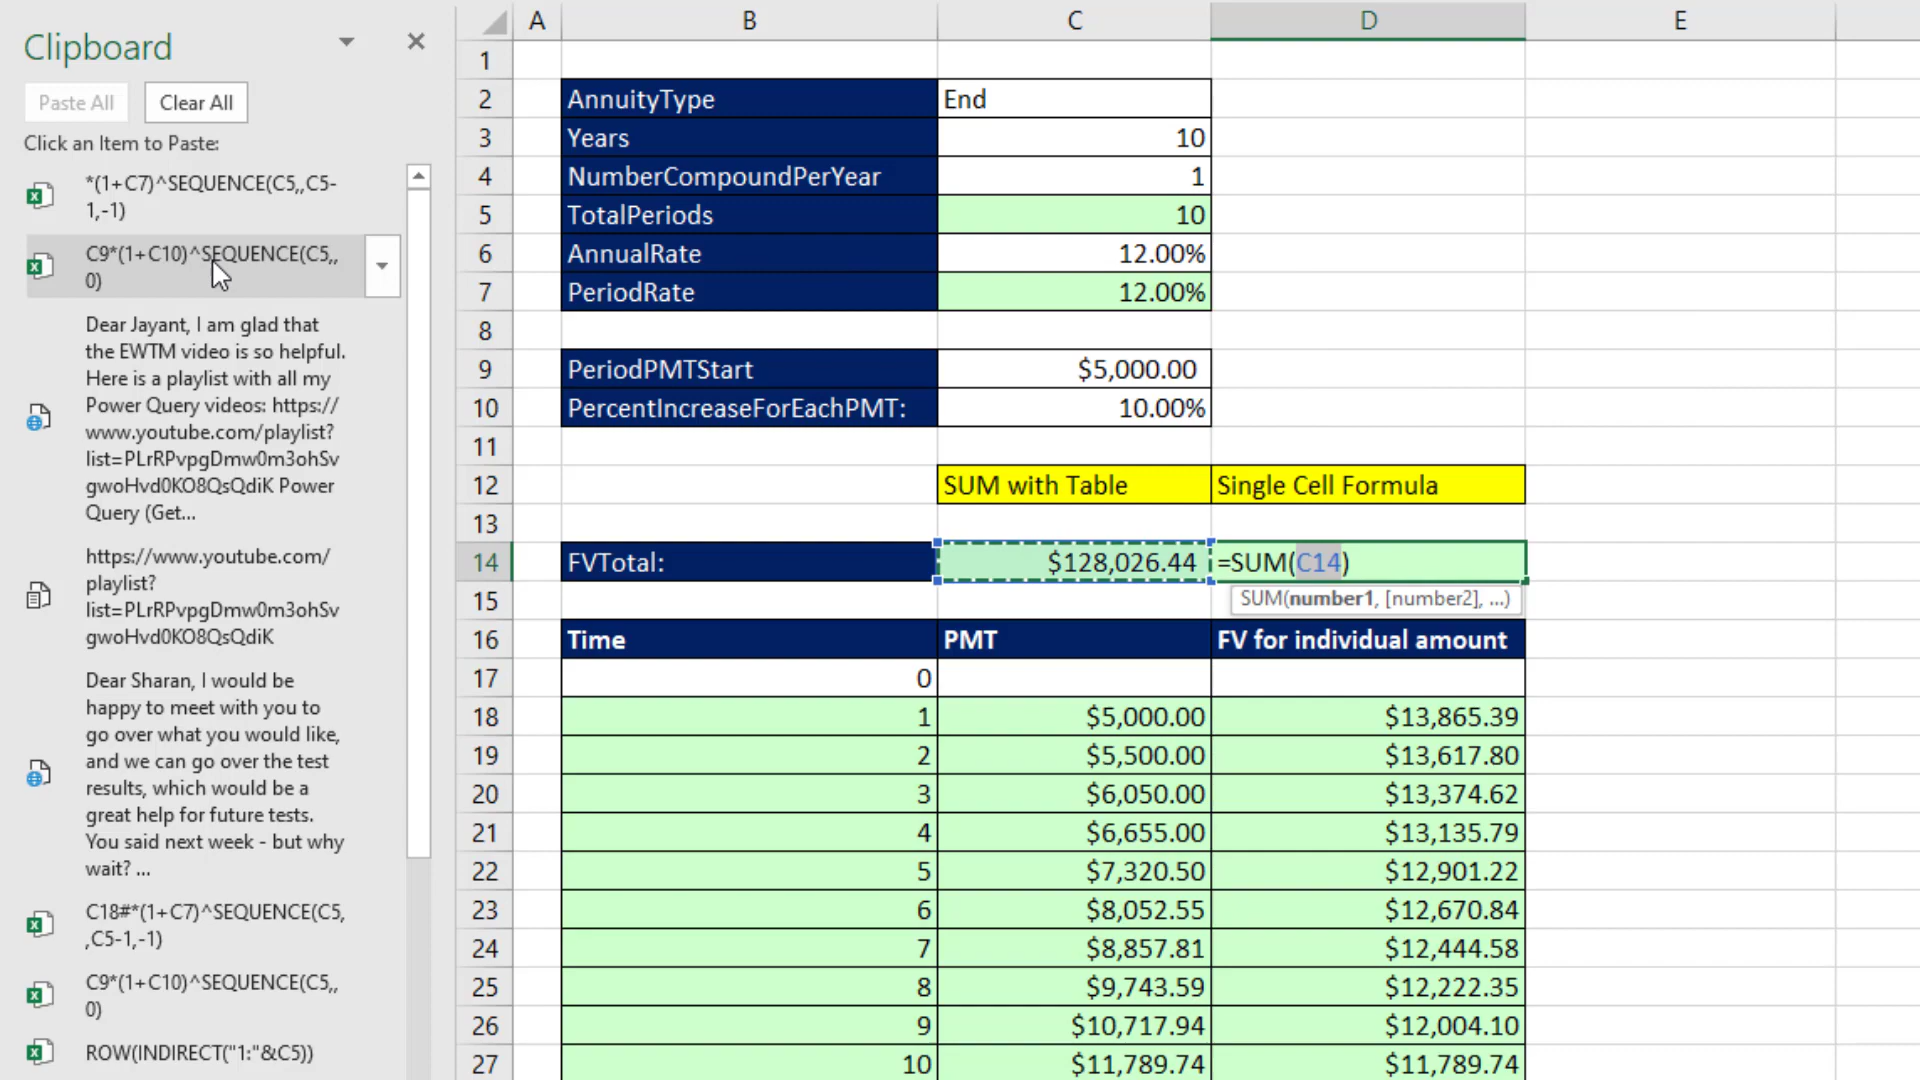 Clipboard
Paste All
Clear All
Click an Item to Paste:
*(1+C7)^SEQUENCE(C5,,C5-
1,-1)
C9*(1+C10)^SEQUENCE(C5,,
0)
Dear Jayant, I am glad that
the EWTM video is so helpful.
Here is a playlist with all my
Power Query videos: https://
www.youtube.com/playlist?
list=PLrRPvpgDmw0m3ohSv
gwoHvd0KO8QsQdiK Power
Query (Get...
https://www.youtube.com/
playlist?
list=PLrRPvpgDmw0m3ohSv
gwoHvd0KO8QsQdiK
Dear Sharan, I would be
happy to meet with you to
go over what you would like,
and we can go over the test
results, which would be a
great help for future tests.
You said next week - but why
wait? ...
C18#*(1+C7)^SEQUENCE(C5,
,C5-1,-1)
C9*(1+C10)^SEQUENCE(C5,,
0)
ROW(INDIRECT("1:"&C5))
A B C D E
1
2 AnnuityType End
3 Years 10
4 NumberCompoundPerYear 1
5 TotalPeriods 10
6 AnnualRate 12.00%
7 PeriodRate 12.00%
8
9 PeriodPMTStart $5,000.00
10 PercentIncreaseForEachPMT: 10.00%
11
12 SUM with Table Single Cell Formula
13
14 FVTotal: $128,026.44 =SUM(C14)
15 SUM(number1, [number2], ...)
16 Time PMT FV for individual amount
17 0
18 1 $5,000.00 $13,865.39
19 2 $5,500.00 $13,617.80
20 3 $6,050.00 $13,374.62
21 4 $6,655.00 $13,135.79
22 5 $7,320.50 $12,901.22
23 6 $8,052.55 $12,670.84
24 7 $8,857.81 $12,444.58
25 8 $9,743.59 $12,222.35
26 9 $10,717.94 $12,004.10
27 10 $11,789.74 $11,789.74